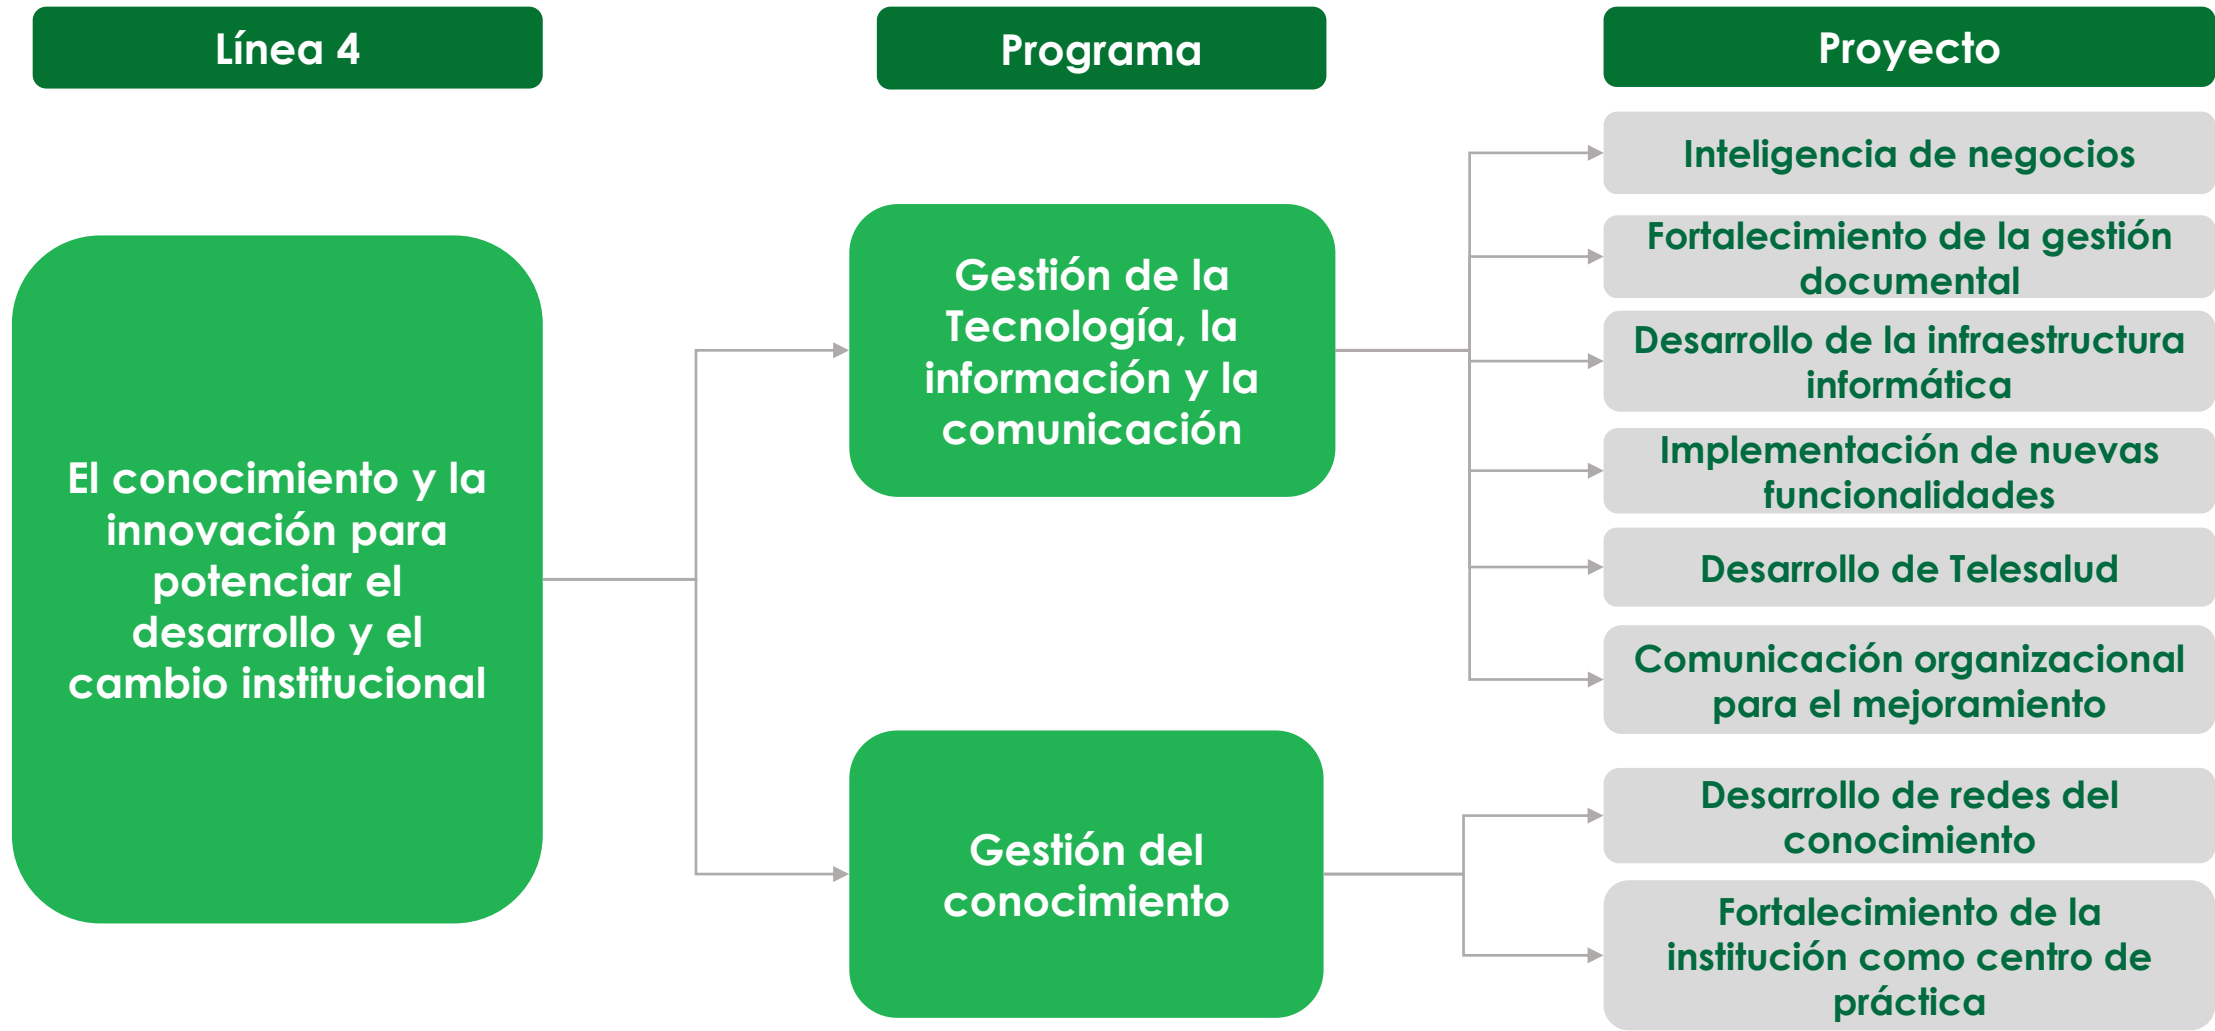 Línea 4
Programa
Proyecto
El conocimiento y la
innovación para
potenciar el
desarrollo y el
cambio institucional
Gestión de la
Tecnología, la
información y la
comunicación
Inteligencia de negocios
Fortalecimiento de la gestión
documental
Desarrollo de la infraestructura
informática
Implementación de nuevas
funcionalidades
Desarrollo de Telesalud
Comunicación organizacional
para el mejoramiento
Gestión del
conocimiento
Desarrollo de redes del
conocimiento
Fortalecimiento de la
institución como centro de
práctica